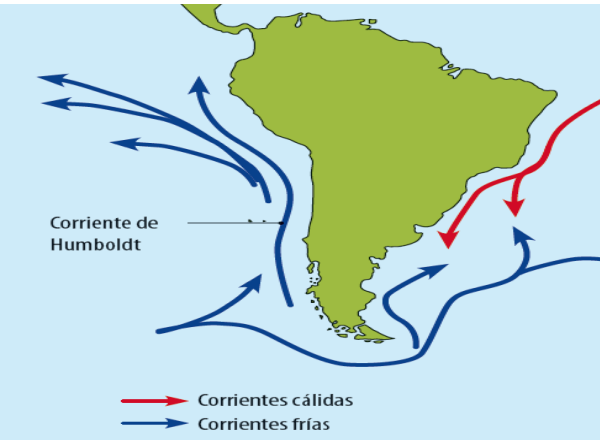 Corriente de
Humboldt
Corrientes cálidas
Corrientes frías